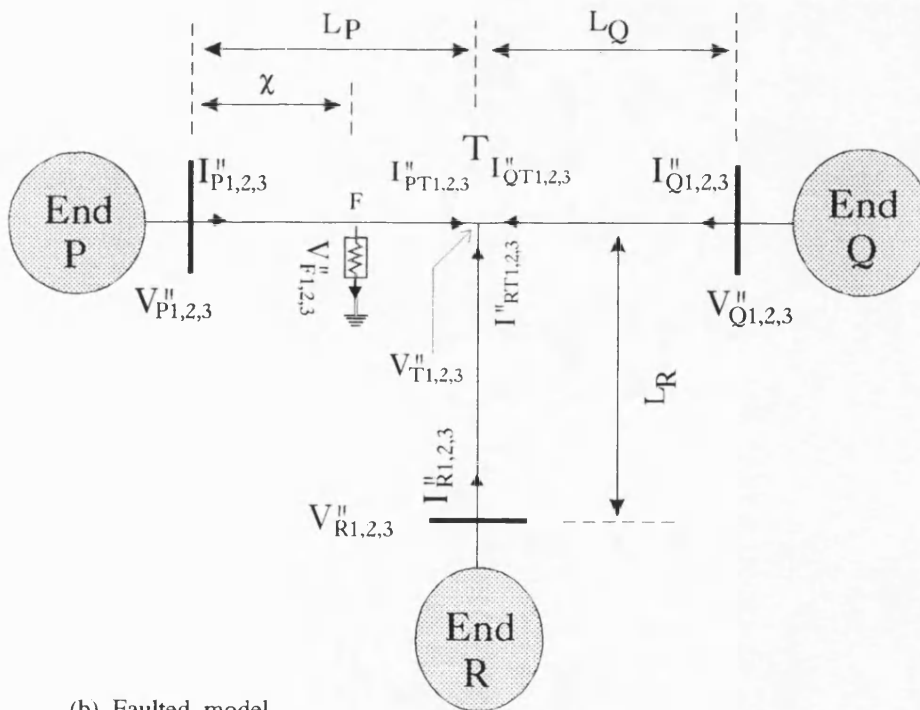 L_P
L_Q
χ
T
I"_P1,2,3
I"_PT1,2,3
I"_QT1,2,3
I"_Q1,2,3
End
P
F
End
Q
V"_F1,2,3
I"_RT1,2,3
V"_P1,2,3
V"_Q1,2,3
V"_T1,2,3
L_R
I"_R1,2,3
V"_R1,2,3
End
R
(b) Faulted model